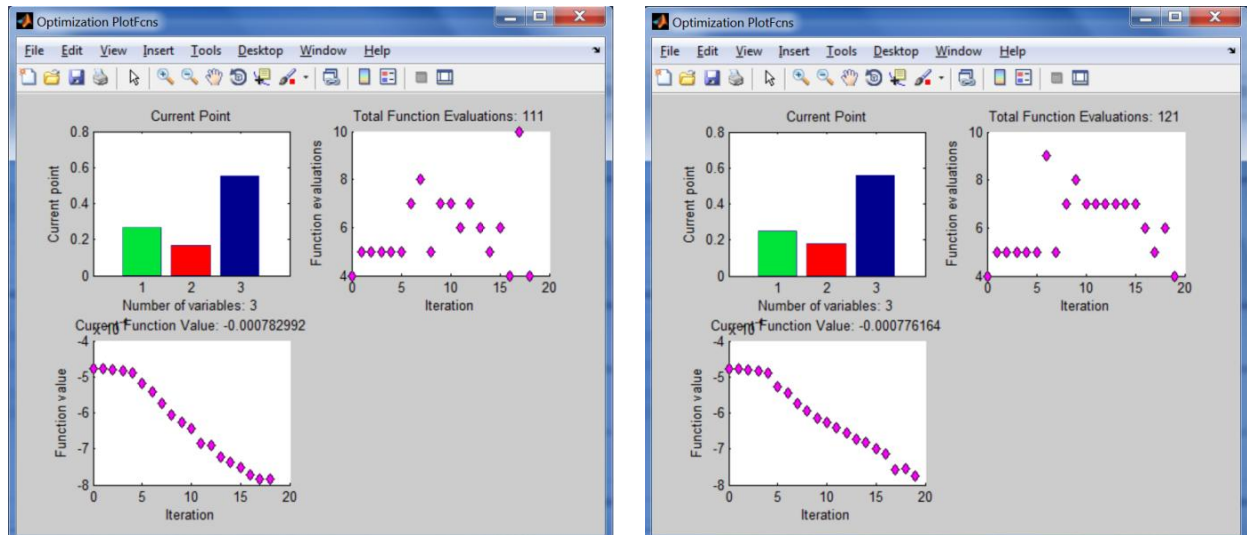 Optimization PlotFcns
File Edit View Insert Tools Desktop Window Help
Current Point
Current point
0.8
0.6
0.4
0.2
0
1 2 3
Number of variables: 3
Total Function Evaluations: 111
Function evaluations
10
8
6
4
0 5 10 15 20
Iteration
Current Function Value: -0.000782992
Function value
-4
-5
-6
-7
-8
0 5 10 15 20
Iteration
Optimization PlotFcns
File Edit View Insert Tools Desktop Window Help
Current Point
Current point
0.8
0.6
0.4
0.2
0
1 2 3
Number of variables: 3
Total Function Evaluations: 121
Function evaluations
10
8
6
4
0 5 10 15 20
Iteration
Current Function Value: -0.000776164
Function value
-4
-5
-6
-7
-8
0 5 10 15 20
Iteration